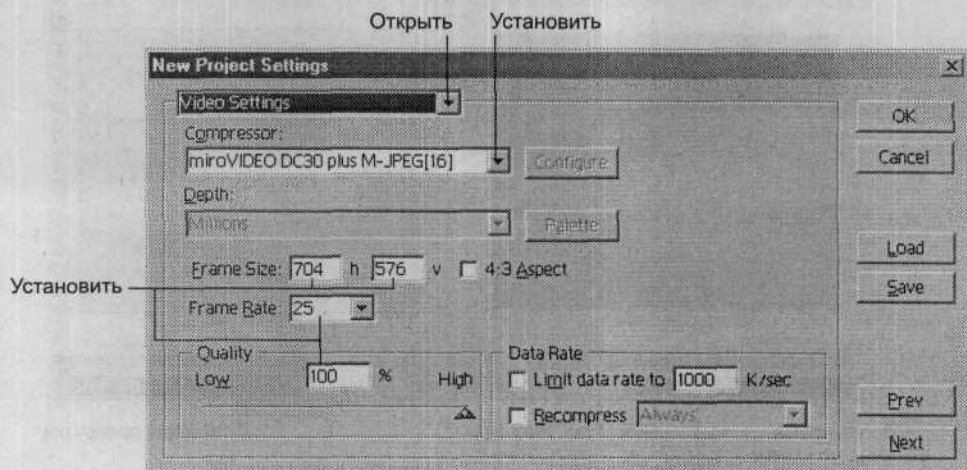 Открыть Установить
New Project Settings
Video Settings
OK
Compressor:
miroVIDEO DC30 plus M-JPEG[16]
Configure
Cancel
Depth:
Millions
Palette
Frame Size: 704 h 576 v 4:3 Aspect
Load
Установить
Save
Frame Rate: 25
Quality
Data Rate
Low 100 % High
Limit data rate to 1000 K/sec
Recompress Always
Prev
Next